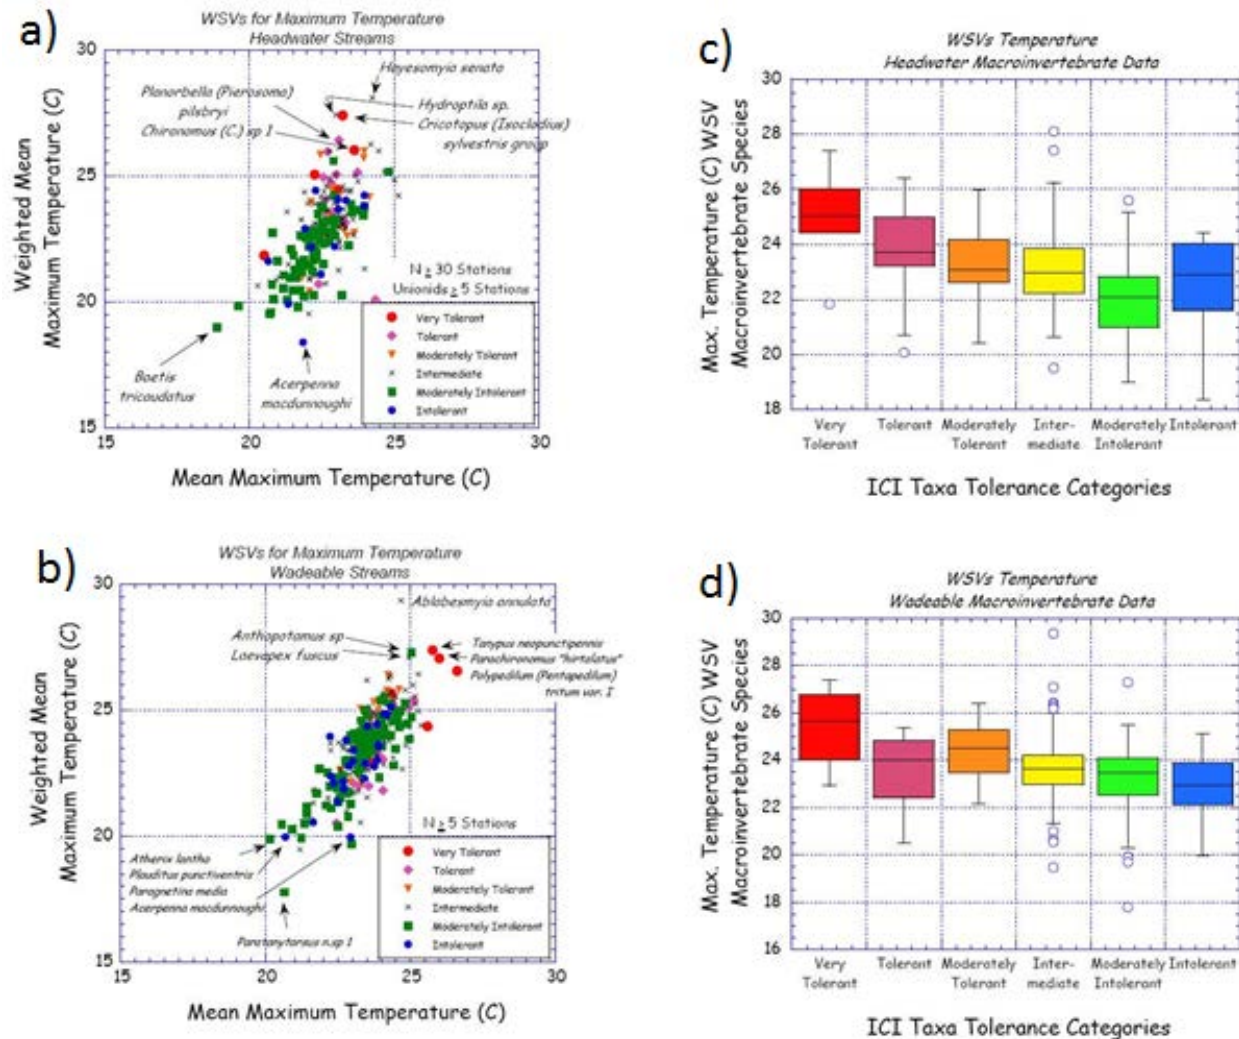 a)
WSVs for Maximum Temperature
Headwater Streams
Weighted Mean
Maximum Temperature (C)
30
25
20
15
Heyesomyia senata
Planorbella (Pierosoma)
pilsbryi
Hydroptila sp.
Chironomus (C.) sp 1
Cricotopus (Isocladius)
sylvestris group
N ≥ 30 Stations
Unionids ≥ 5 Stations
Very Tolerant
Tolerant
Moderately Tolerant
Intermediate
Moderately Intolerant
Intolerant
Baetis
tricaudatus
Acerpenna
macdunnoughi
15 20 25 30
Mean Maximum Temperature (C)
c)
WSVs Temperature
Headwater Macroinvertebrate Data
Max. Temperature (C) WSV
Macroinvertebrate Species
30
28
26
24
22
20
18
Very Tolerant Moderately Inter- Moderately Intolerant
Tolerant Tolerant mediate Intolerant
ICI Taxa Tolerance Categories
b)
WSVs for Maximum Temperature
Wadeable Streams
Weighted Mean
Maximum Temperature (C)
30
25
20
15
Ablabesmyia annulata
Anthopotamus sp
Laevapex fuscus
Tanypus neopunctipennis
Parachironomus "hirtalatus"
Polypedilum (Pentapedilum)
tritum var. I
N ≥ 5 Stations
Very Tolerant
Tolerant
Moderately Tolerant
Intermediate
Moderately Intolerant
Intolerant
Atherix lantha
Plauditus punctiventris
Paragnetina media
Acerpenna macdunnoughi
Paratanytarsus n.sp 1
15 20 25 30
Mean Maximum Temperature (C)
d)
WSVs Temperature
Wadeable Macroinvertebrate Data
Max. Temperature (C) WSV
Macroinvertebrate Species
30
28
26
24
22
20
16
Very Tolerant Moderately Inter- Moderately Intolerant
Tolerant Tolerant mediate Intolerant
ICI Taxa Tolerance Categories